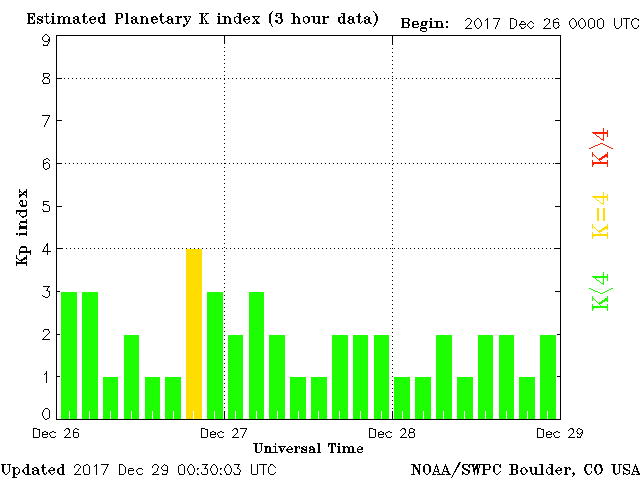 Estimated Planetary K index (3 hour data)
Begin: 2017 Dec 26 0000 UTC
9
8
7
6
5
4
3
2
1
0
Kp index
K>4
K=4
K<4
Dec 26
Dec 27
Dec 28
Dec 29
Universal Time
Updated 2017 Dec 29 00:30:03 UTC
NOAA/SWPC Boulder, CO USA